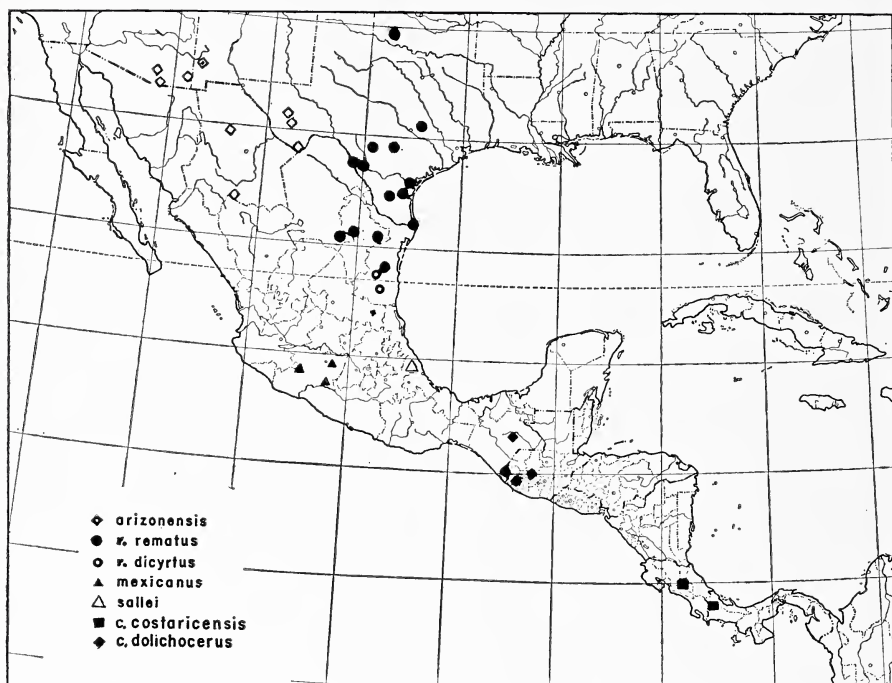 arizonensis
r. rematus
r. dicyrtus
mexicanus
sallei
c. costaricensis
c. dolichocerus